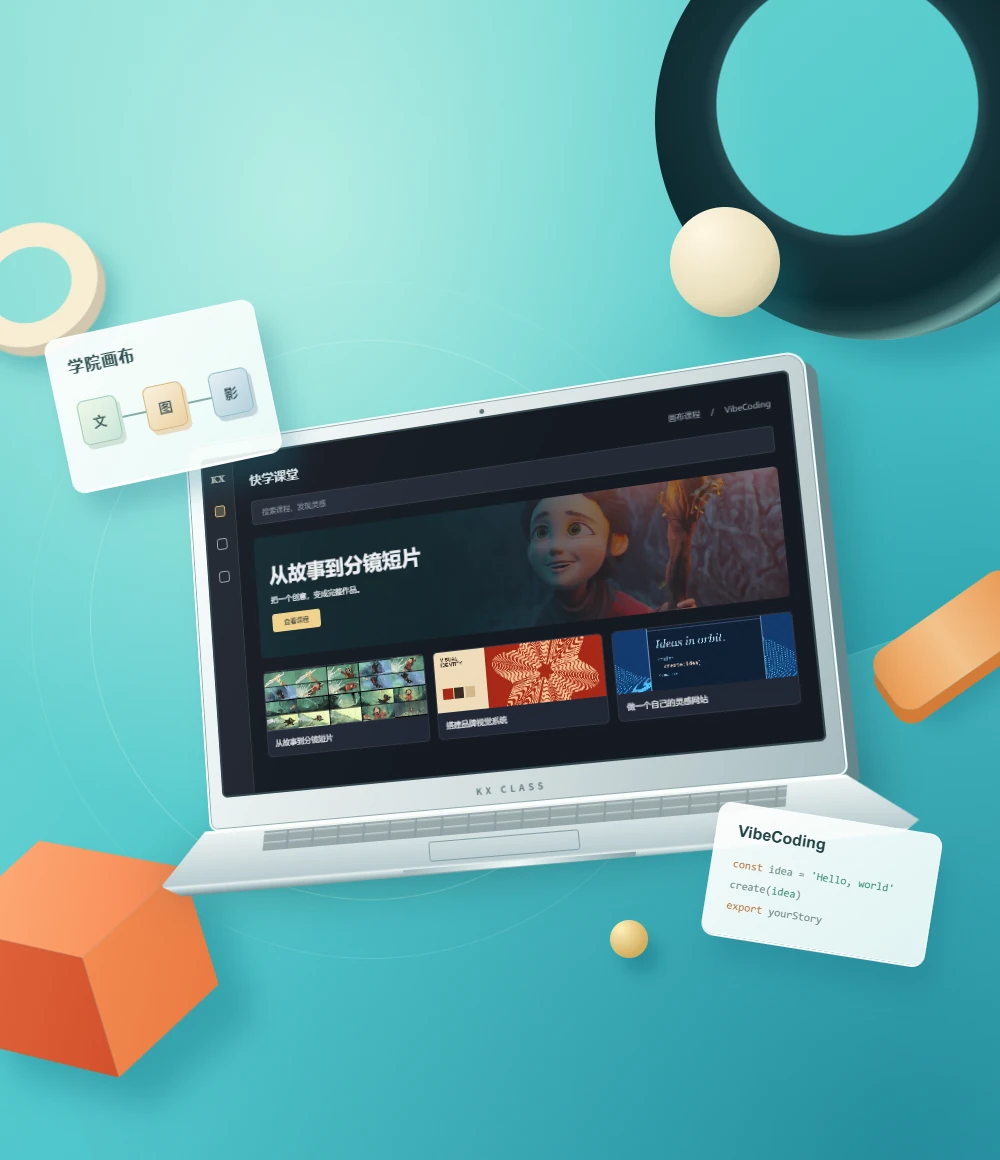 学院画布
文
图
影
画布课程 / VibeCoding
KX
快学课堂
搜索课程，发现灵感
从故事到分镜短片
把一个创意，变成完整作品。
查看课程
VISUAL
IDENTITY
Ideas in orbit.
create(idea)
从故事到分镜短片
搭建品牌视觉系统
做一个自己的灵感网站
KX CLASS
VibeCoding
const idea = 'Hello, world'
create(idea)
export yourStory